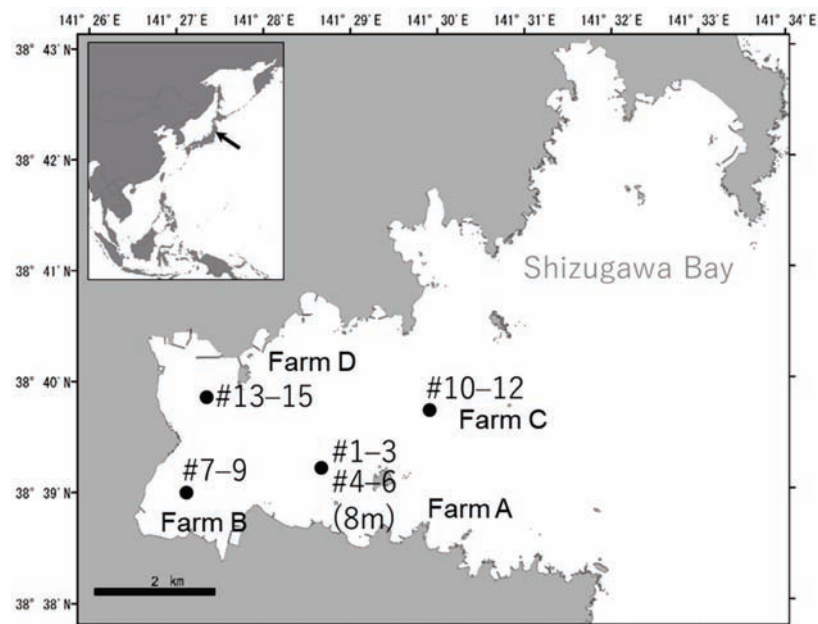 141° 26´E 141° 27´E 141° 28´E 141° 29´E 141° 30´E 141° 31´E 141° 32´E 141° 33´E 141° 34´E
38° 43´N
38° 42´N
38° 41´N
Shizugawa Bay
Farm D
38° 40´N
#13–15
#10–12
Farm C
#1–3
#7–9
#4–6
38° 39´N
(8m)
Farm A
Farm B
2 km
38° 38´N